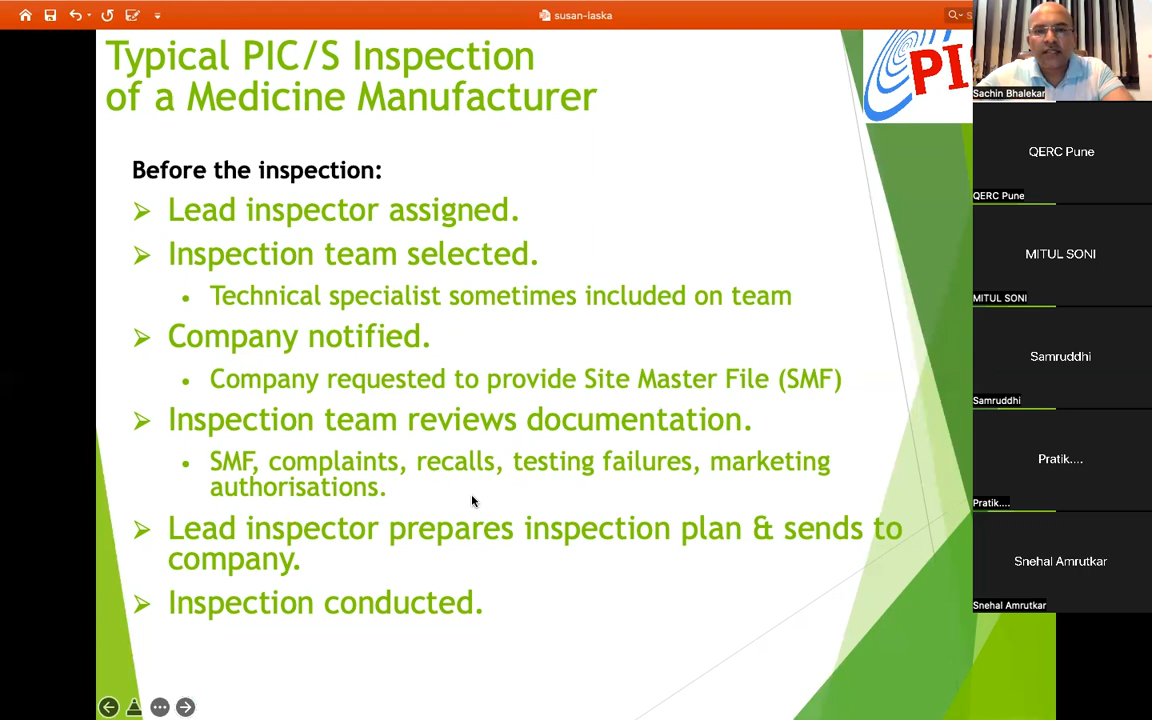 susan-laska
S
Typical PIC/S Inspection
of a Medicine Manufacturer
PI
Before the inspection:
Lead inspector assigned.
Inspection team selected.
Technical specialist sometimes included on team
Company notified.
Company requested to provide Site Master File (SMF)
Inspection team reviews documentation.
SMF, complaints, recalls, testing failures, marketing
authorisations.
Lead inspector prepares inspection plan & sends to
company.
Inspection conducted.
Sachin Bhalekar
QERC Pune
QERC Pune
MITUL SONI
MITUL SONI
Samruddhi
Samruddhi
Pratik....
Pratik....
Snehal Amrutkar
Snehal Amrutkar